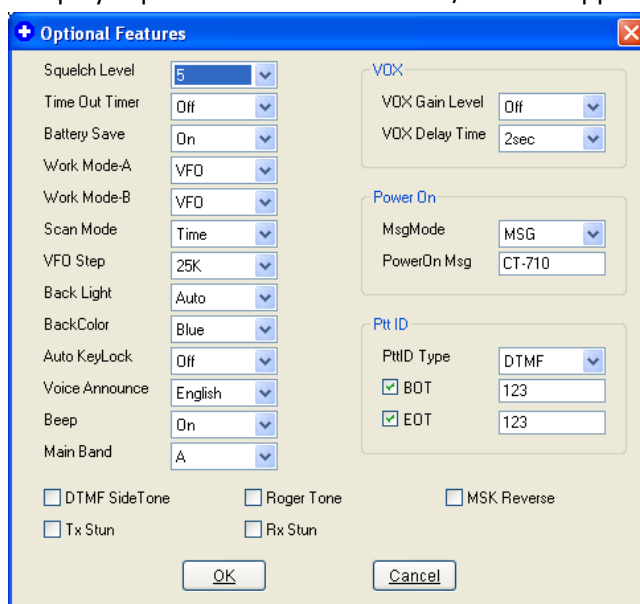 Optional Features
Squelch Level 5
Time Out Timer Off
Battery Save On
Work Mode-A VFO
Work Mode-B VFO
Scan Mode Time
VFO Step 25K
Back Light Auto
BackColor Blue
Auto KeyLock Off
Voice Announce English
Beep On
Main Band A
VOX
VOX Gain Level Off
VOX Delay Time 2sec
Power On
MsgMode MSG
PowerOn Msg CT-710
Ptt ID
PttID Type DTMF
BOT 123
EOT 123
DTMF SideTone Roger Tone MSK Reverse
Tx Stun Rx Stun
OK Cancel